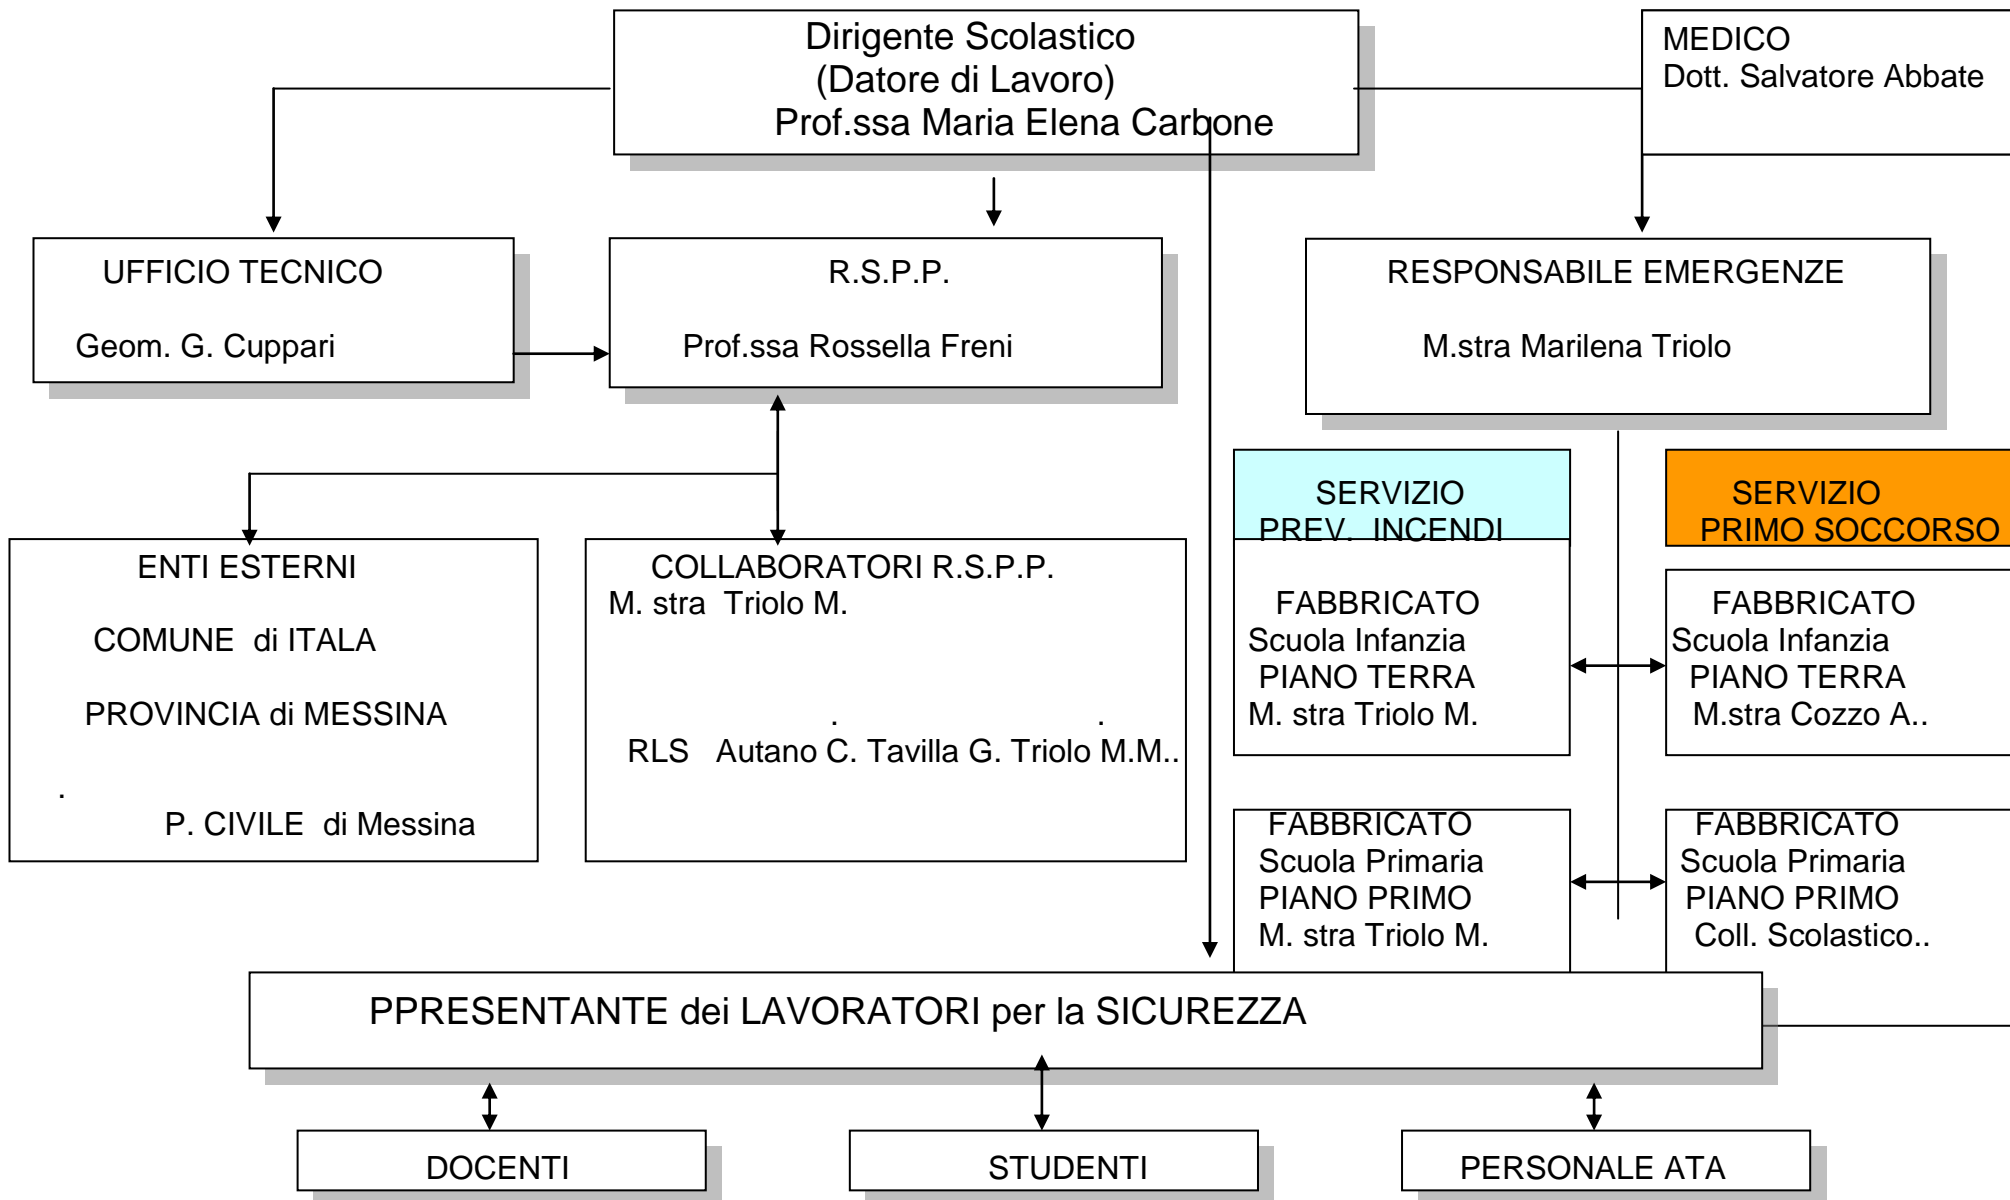 Dirigente Scolastico
(Datore di Lavoro)
Prof.ssa Maria Elena Carbone
MEDICO
Dott. Salvatore Abbate
UFFICIO TECNICO
Geom. G. Cuppari
R.S.P.P.
Prof.ssa Rossella Freni
RESPONSABILE EMERGENZE
M.stra Marilena Triolo
ENTI ESTERNI
COMUNE di ITALA
PROVINCIA di MESSINA
.
P. CIVILE di Messina
COLLABORATORI R.S.P.P.
M. stra Triolo M.
. .
RLS Autano C. Tavilla G. Triolo M.M..
SERVIZIO
PREV. INCENDI
FABBRICATO
Scuola Infanzia
PIANO TERRA
M. stra Triolo M.
FABBRICATO
Scuola Primaria
PIANO PRIMO
M. stra Triolo M.
SERVIZIO
PRIMO SOCCORSO
FABBRICATO
Scuola Infanzia
PIANO TERRA
M.stra Cozzo A..
FABBRICATO
Scuola Primaria
PIANO PRIMO
Coll. Scolastico..
PPRESENTANTE dei LAVORATORI per la SICUREZZA
DOCENTI
STUDENTI
PERSONALE ATA